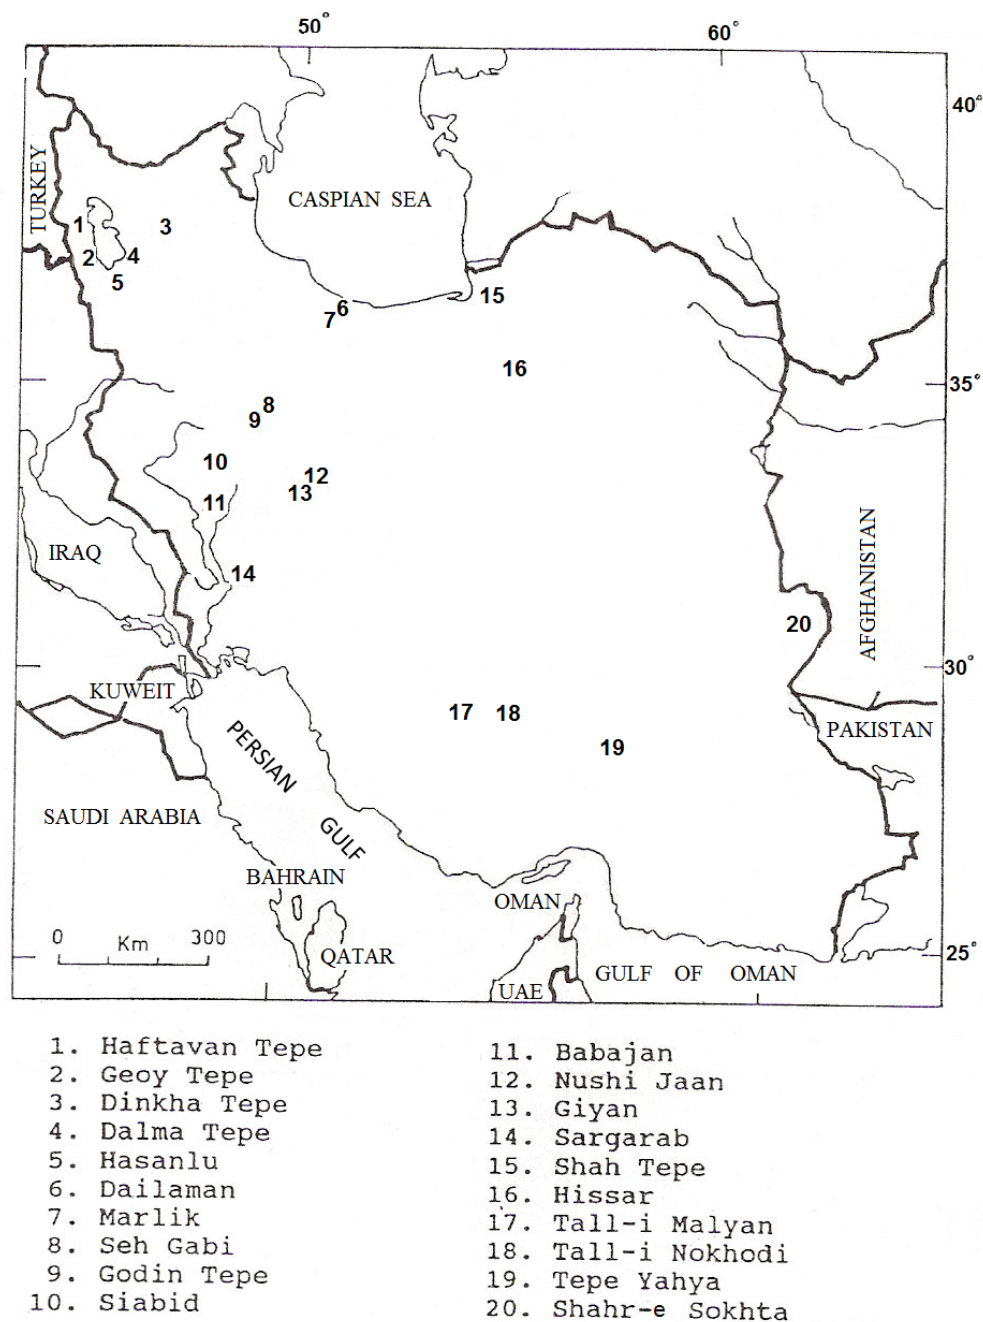 50°
60°
40°
TURKEY
CASPIAN SEA
1
3
2
4
5
15
6
7
16
35°
8
9
10
12
13
11
IRAQ
14
AFGHANISTAN
20
30°
KUWEIT
17
18
PERSIAN
GULF
PAKISTAN
19
SAUDI ARABIA
BAHRAIN
OMAN
0
Km
300
QATAR
25°
UAE
GULF OF OMAN
1. Haftavan Tepe
2. Geoy Tepe
3. Dinkha Tepe
4. Dalma Tepe
5. Hasanlu
6. Dailaman
7. Marlik
8. Seh Gabi
9. Godin Tepe
10. Siabid
11. Babajan
12. Nushi Jaan
13. Giyan
14. Sargarab
15. Shah Tepe
16. Hissar
17. Tall-i Malyan
18. Tall-i Nokhodi
19. Tepe Yahya
20. Shahr-e Sokhta